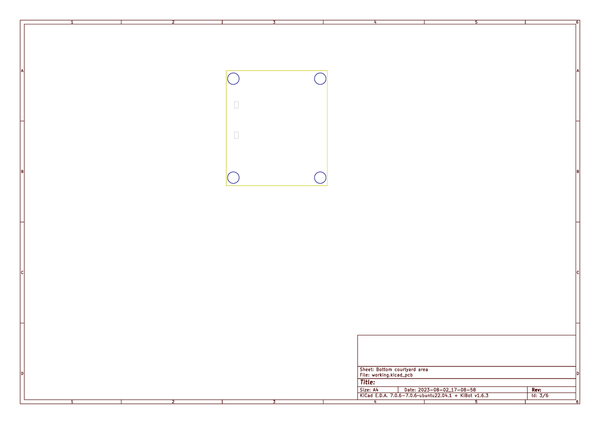 1 2 3 4 5 6
A A
B B
C C
Sheet: Bottom courtyard area
File: working.kicad_pcb
D D
Title:
Size: A4 Date: 2023-08-02_17-08-58 Rev:
KiCad E.D.A. 7.0.6-7.0.6~ubuntu22.04.1 + KiBot v1.6.3 Id: 3/6
1 2 3 4 5 6